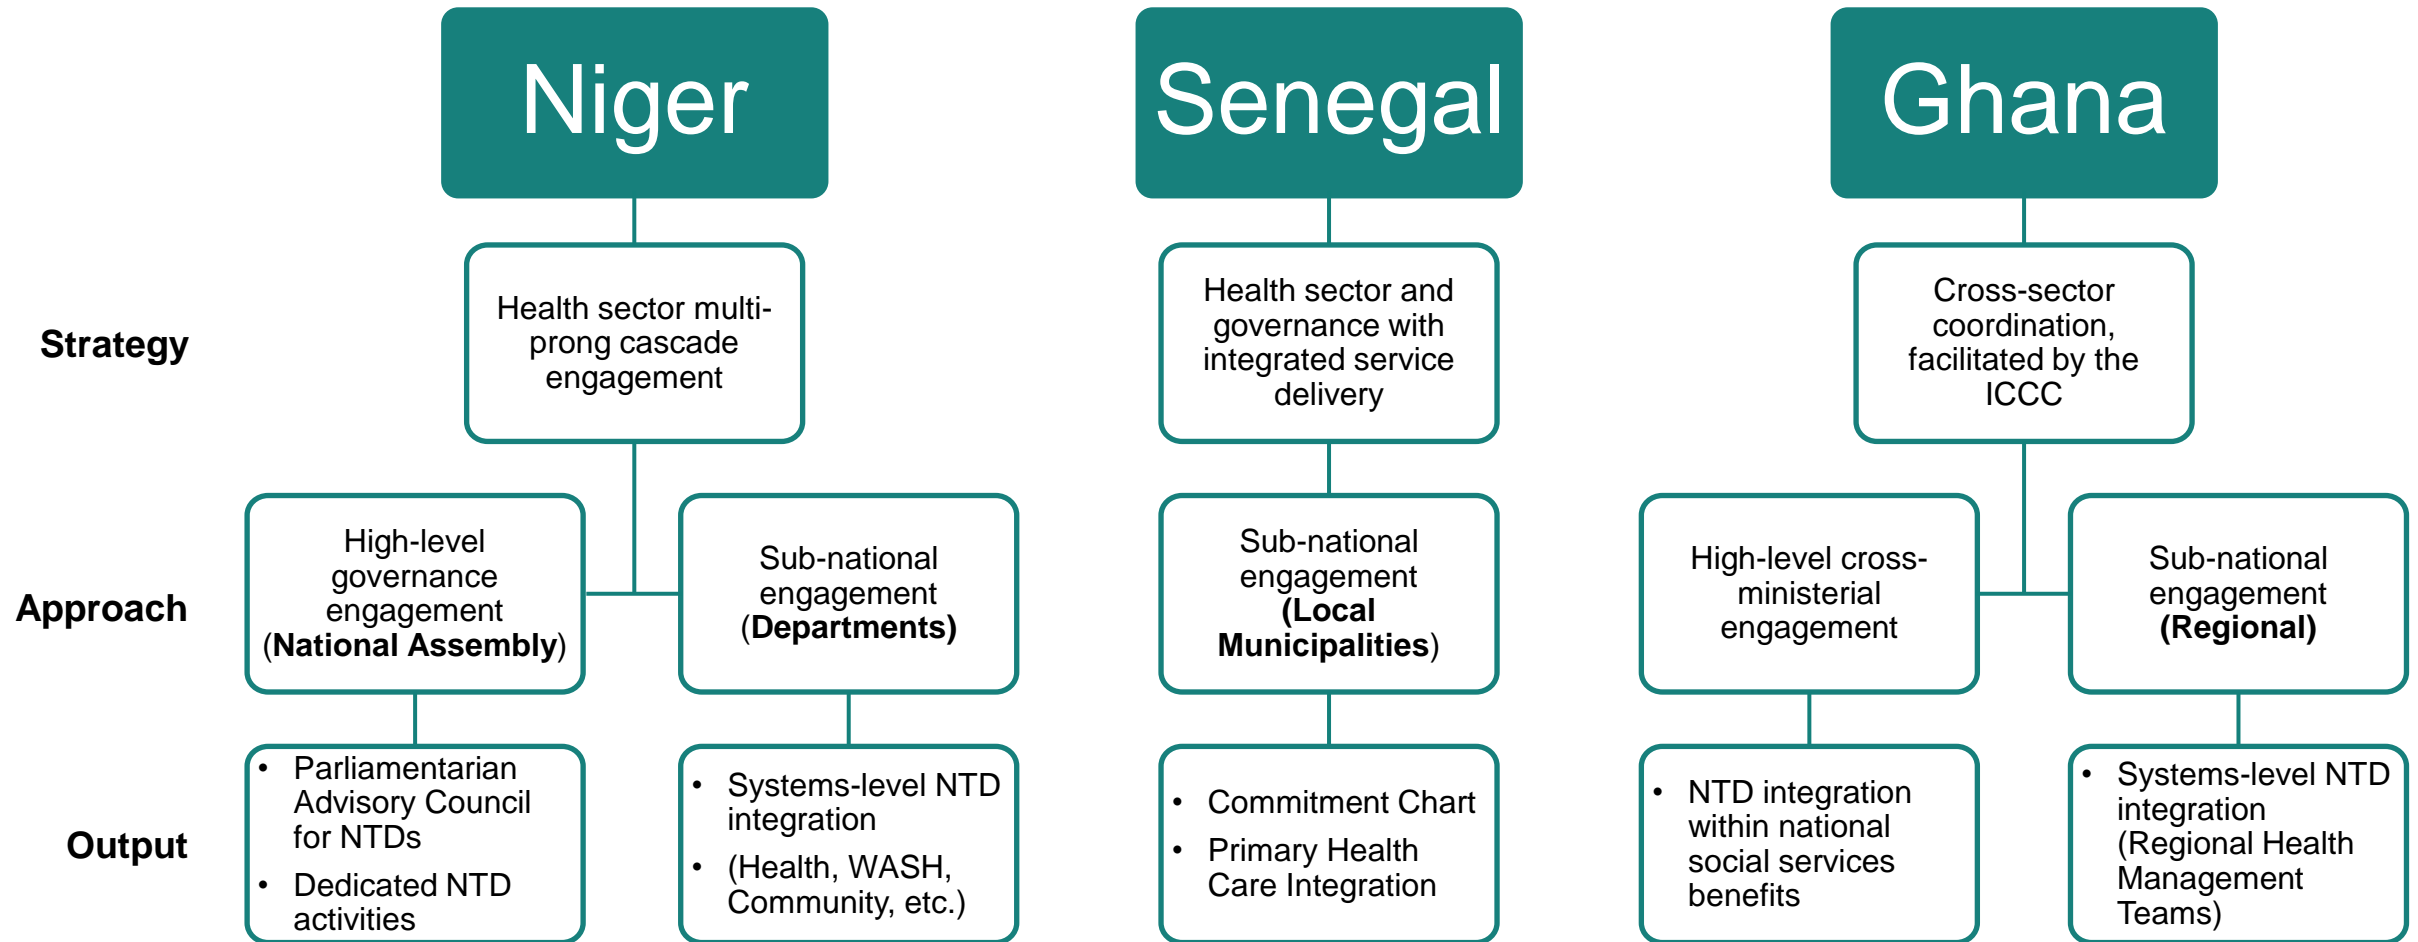 Niger
Senegal
Ghana
Strategy
Health sector multi-
prong cascade
engagement
Health sector and
governance with
integrated service
delivery
Cross-sector
coordination,
facilitated by the
ICCC
Approach
High-level
governance
engagement
(National Assembly)
Sub-national
engagement
(Departments)
Sub-national
engagement
(Local
Municipalities)
High-level cross-
ministerial
engagement
Sub-national
engagement
(Regional)
Output
• Parliamentarian
Advisory Council
for NTDs
• Dedicated NTD
activities
• Systems-level NTD
integration
• (Health, WASH,
Community, etc.)
• Commitment Chart
• Primary Health
Care Integration
• NTD integration
within national
social services
benefits
• Systems-level NTD
integration
(Regional Health
Management
Teams)